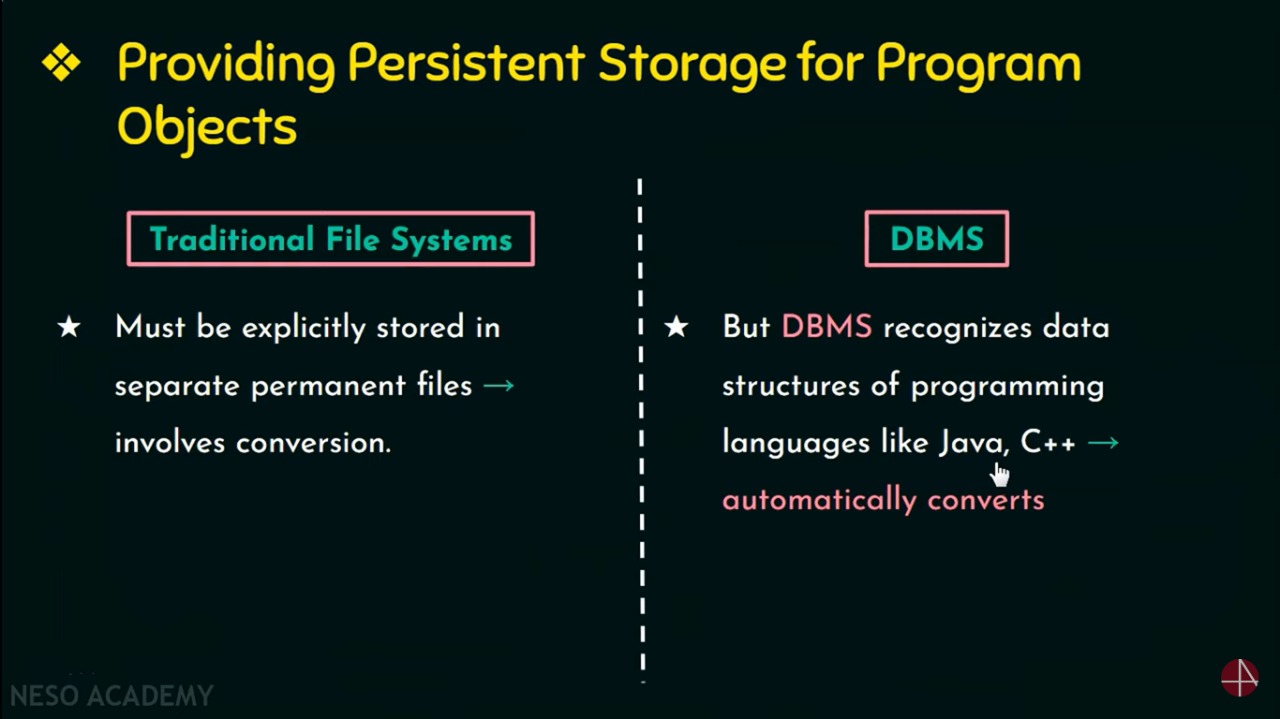 Providing Persistent Storage for Program
Objects
Traditional File Systems
Must be explicitly stored in
separate permanent files →
involves conversion.
DBMS
But DBMS recognizes data
structures of programming
languages like Java, C++ →
automatically converts
NESO ACADEMY